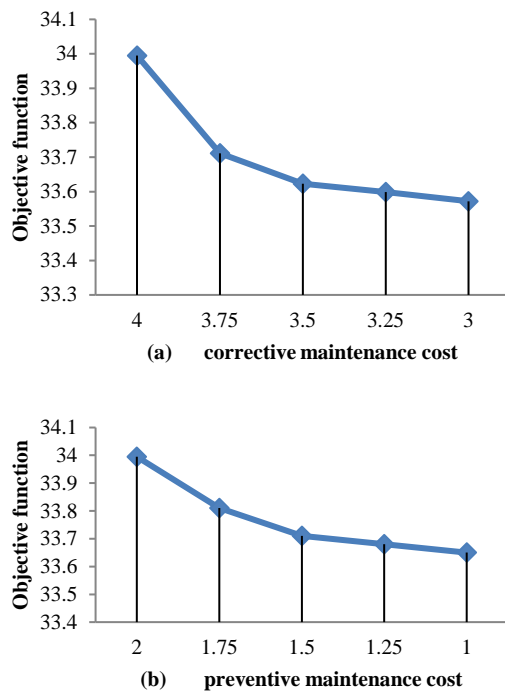 34.1
34
33.9
33.8
33.7
33.6
33.5
33.4
33.3
Objective function
4 3.75 3.5 3.25 3
(a) corrective maintenance cost
34.1
34
33.9
33.8
33.7
33.6
33.5
33.4
Objective function
2 1.75 1.5 1.25 1
(b) preventive maintenance cost